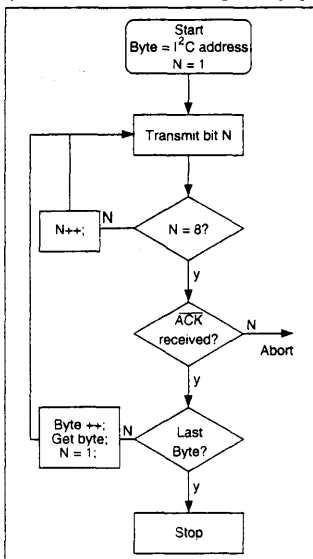 Start
Byte = I²C address
N = 1
Transmit bit N
N++;
N
N = 8?
y
ACK
received?
N
Abort
y
Byte ++;
Get byte;
N = 1;
N
Last
Byte?
y
Stop